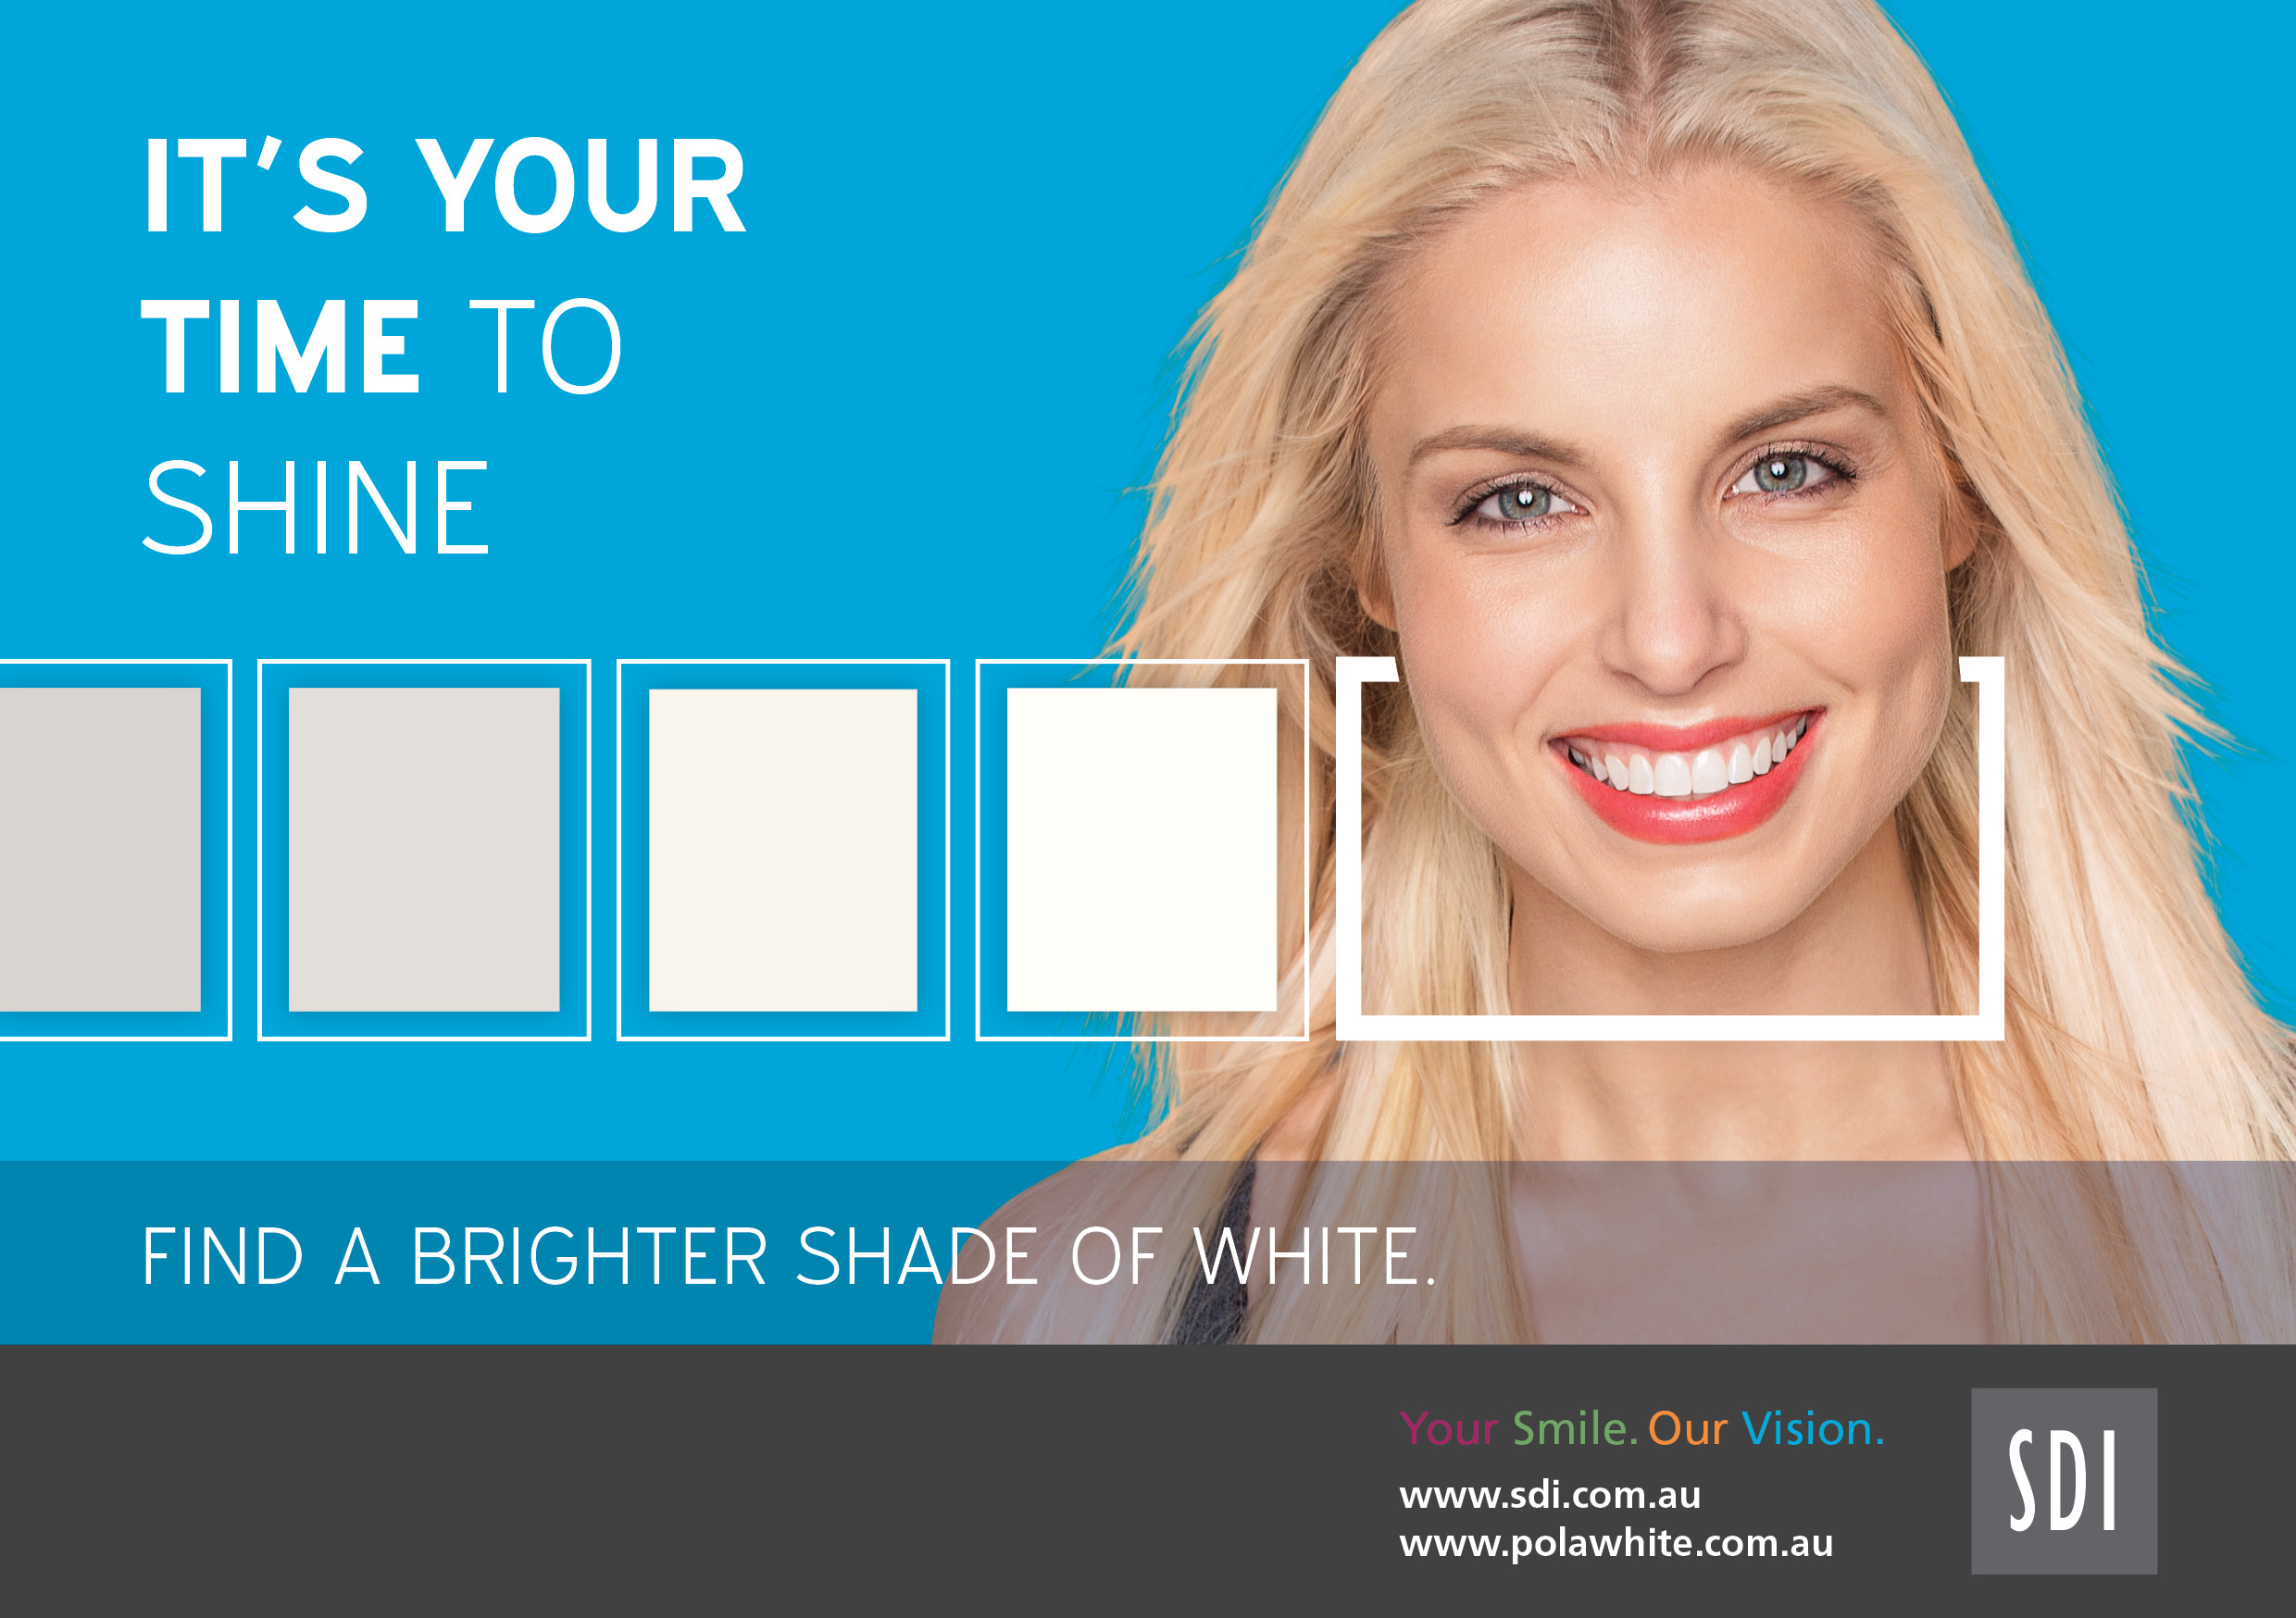 IT'S YOUR
TIME TO
SHINE
FIND A BRIGHTER SHADE OF WHITE.
Your Smile. Our Vision.
www.sdi.com.au
www.polawhite.com.au
SDI